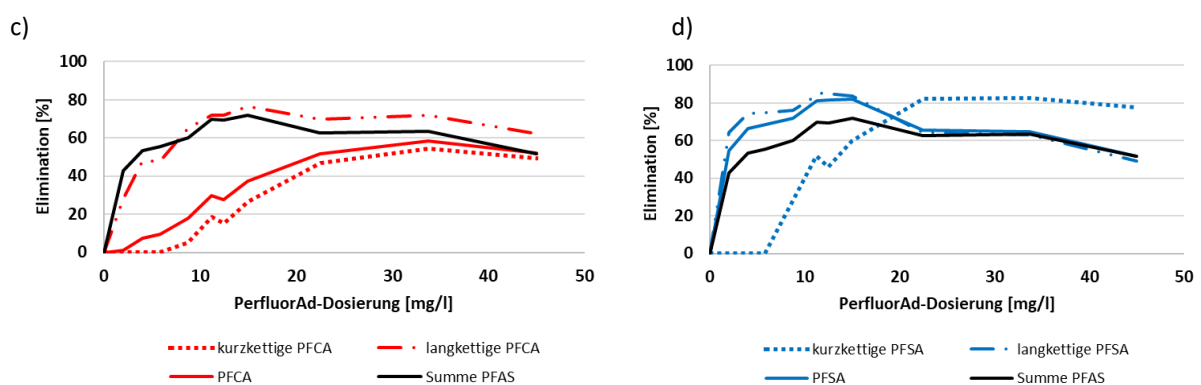 c)
100
80
60
40
20
0
Elimination [%]
0 10 20 30 40 50
PerfluorAd-Dosierung [mg/l]
kurzkettige PFCA langkettige PFCA
PFCA Summe PFAS
d)
100
80
60
40
20
0
Elimination [%]
0 10 20 30 40 50
PerfluorAd-Dosierung [mg/l]
kurzkettige PFSA langkettige PFSA
PFSA Summe PFAS